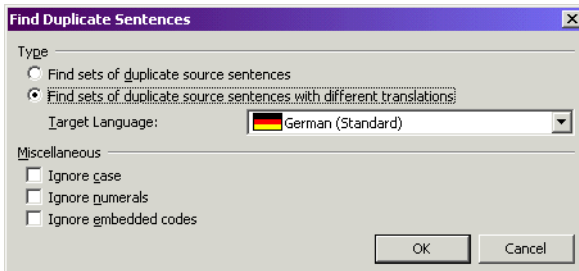 Find Duplicate Sentences
Type
Find sets of duplicate source sentences
Find sets of duplicate source sentences with different translations
Target Language: German (Standard)
Miscellaneous
Ignore case
Ignore numerals
Ignore embedded codes
OK Cancel